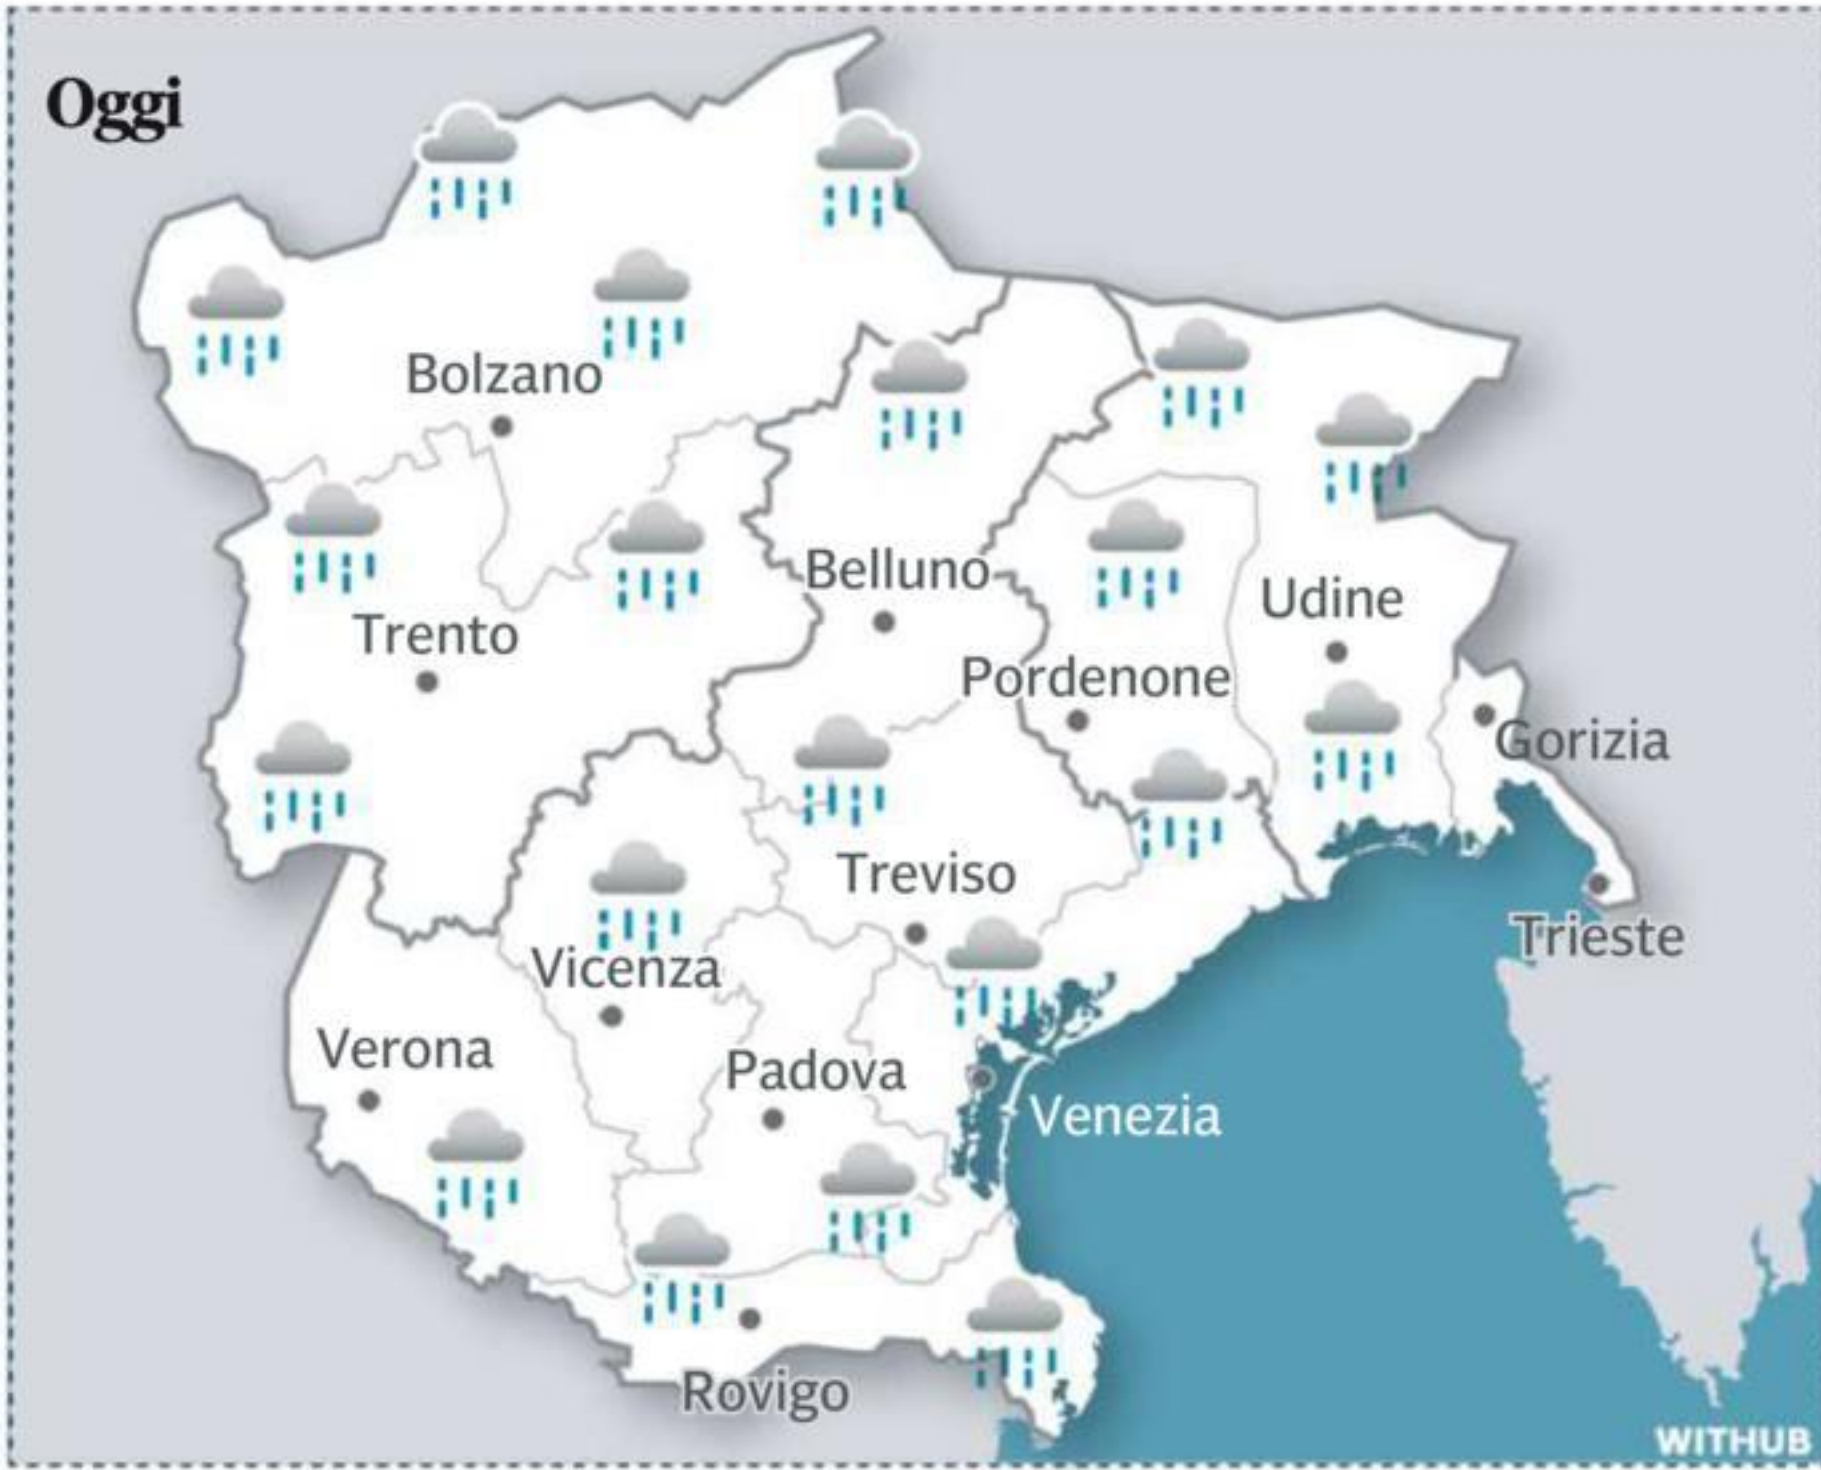 Oggi
Bolzano
Belluno
Udine
Trento
Pordenone
Gorizia
Treviso
Trieste
Vicenza
Verona
Padova
Venezia
Rovigo
WITHUB